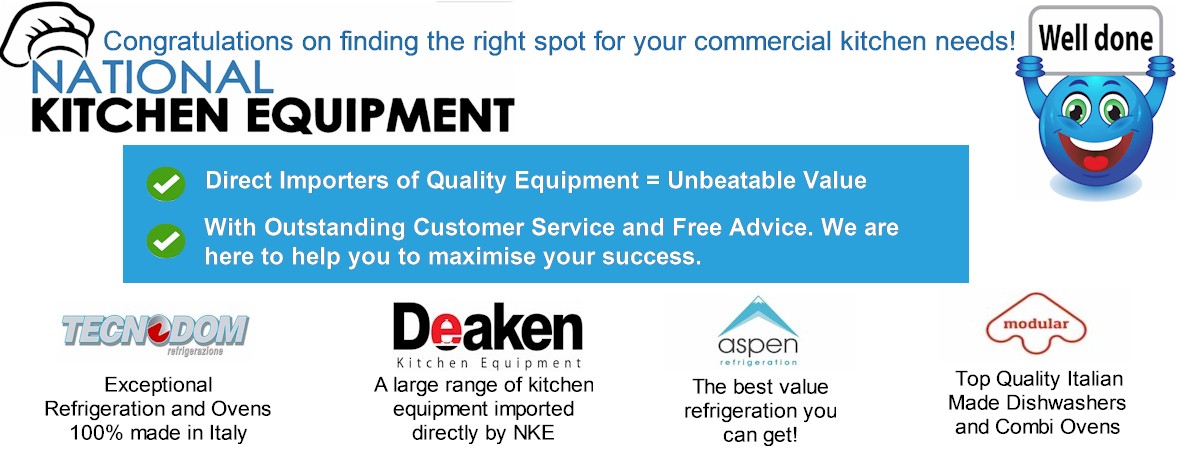 Congratulations on finding the right spot for your commercial kitchen needs!
Well done
NATIONAL
KITCHEN EQUIPMENT
Direct Importers of Quality Equipment = Unbeatable Value
With Outstanding Customer Service and Free Advice. We are
here to help you to maximise your success.
TECNODOM
refrigerazione
Exceptional
Refrigeration and Ovens
100% made in Italy
Deaken
Kitchen Equipment
A large range of kitchen
equipment imported
directly by NKE
aspen
refrigeration
The best value
refrigeration you
can get!
modular
Top Quality Italian
Made Dishwashers
and Combi Ovens